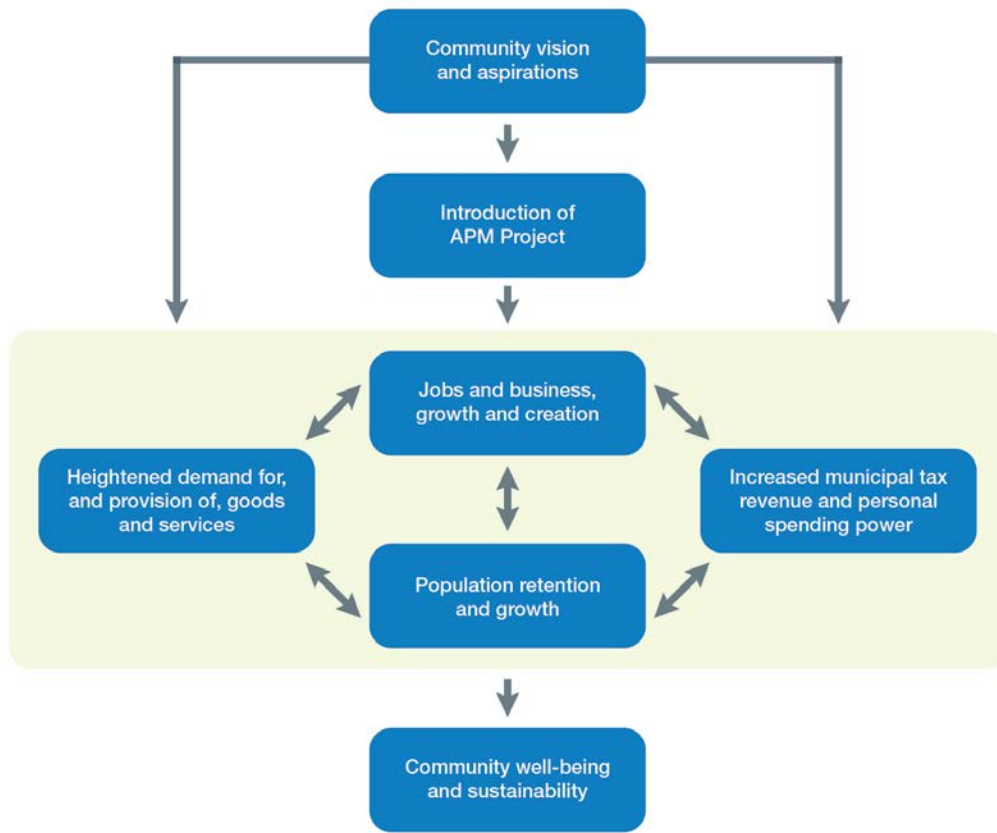 Community vision
and aspirations
Introduction of
APM Project
Jobs and business,
growth and creation
Heightened demand for,
and provision of, goods
and services
Increased municipal tax
revenue and personal
spending power
Population retention
and growth
Community well-being
and sustainability